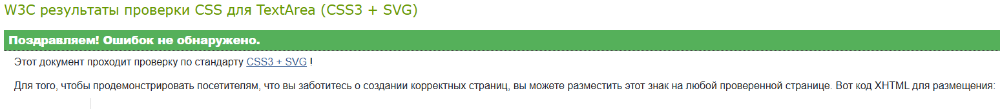 W3C результаты проверки CSS для TextArea (CSS3 + SVG)
Поздравляем! Ошибок не обнаружено.
Этот документ проходит проверку по стандарту CSS3 + SVG !
Для того, чтобы продемонстрировать посетителям, что вы заботитесь о создании корректных страниц, вы можете разместить этот знак на любой проверенной странице. Вот код XHTML для размещения: